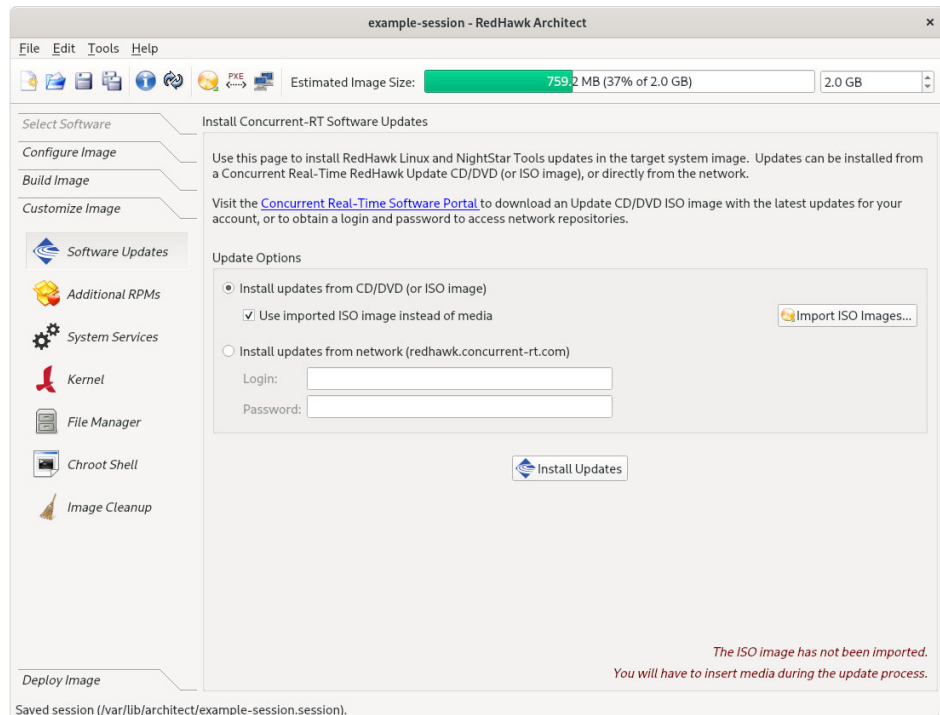 example-session - RedHawk Architect
×
File Edit Tools Help
PXE
Estimated Image Size:
759.2 MB (37% of 2.0 GB)
2.0 GB
Select Software
Configure Image
Build Image
Customize Image
Software Updates
Additional RPMs
System Services
Kernel
File Manager
Chroot Shell
Image Cleanup
Deploy Image
Install Concurrent-RT Software Updates
Use this page to install RedHawk Linux and NightStar Tools updates in the target system image. Updates can be installed from
a Concurrent Real-Time RedHawk Update CD/DVD (or ISO image), or directly from the network.
Visit the Concurrent Real-Time Software Portal to download an Update CD/DVD ISO image with the latest updates for your
account, or to obtain a login and password to access network repositories.
Update Options
Install updates from CD/DVD (or ISO image)
Use imported ISO image instead of media
Import ISO Images...
Install updates from network (redhawk.concurrent-rt.com)
Login:
Password:
Install Updates
The ISO image has not been imported.
You will have to insert media during the update process.
Saved session (/var/lib/architect/example-session.session).